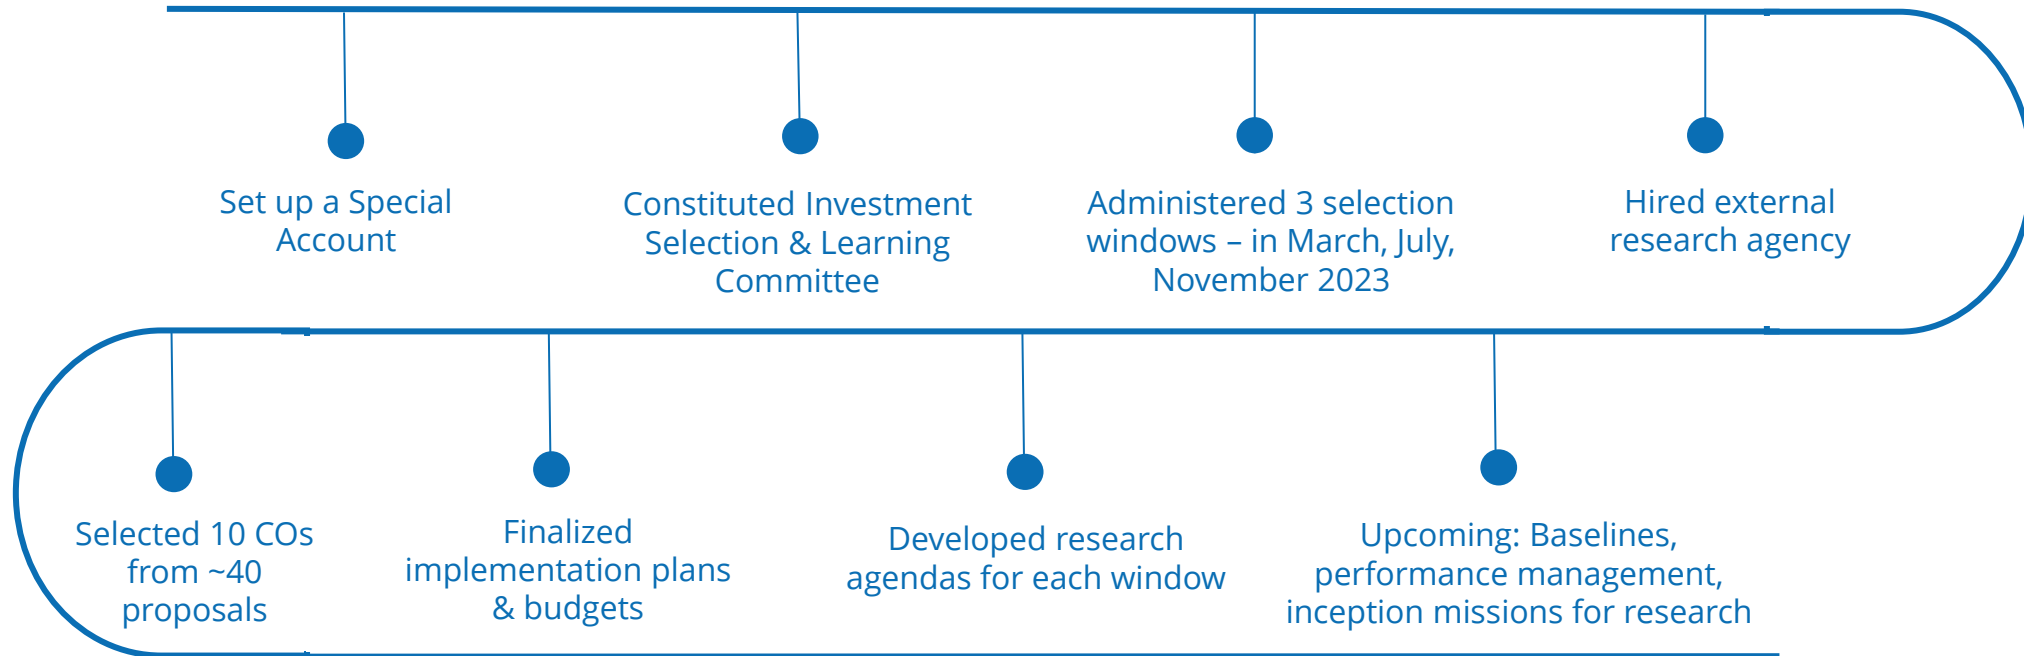 Set up a Special
Account
Constituted Investment
Selection & Learning
Committee
Administered 3 selection
windows – in March, July,
November 2023
Hired external
research agency
Selected 10 COs
from ~40
proposals
Finalized
implementation plans
& budgets
Developed research
agendas for each window
Upcoming: Baselines,
performance management,
inception missions for research